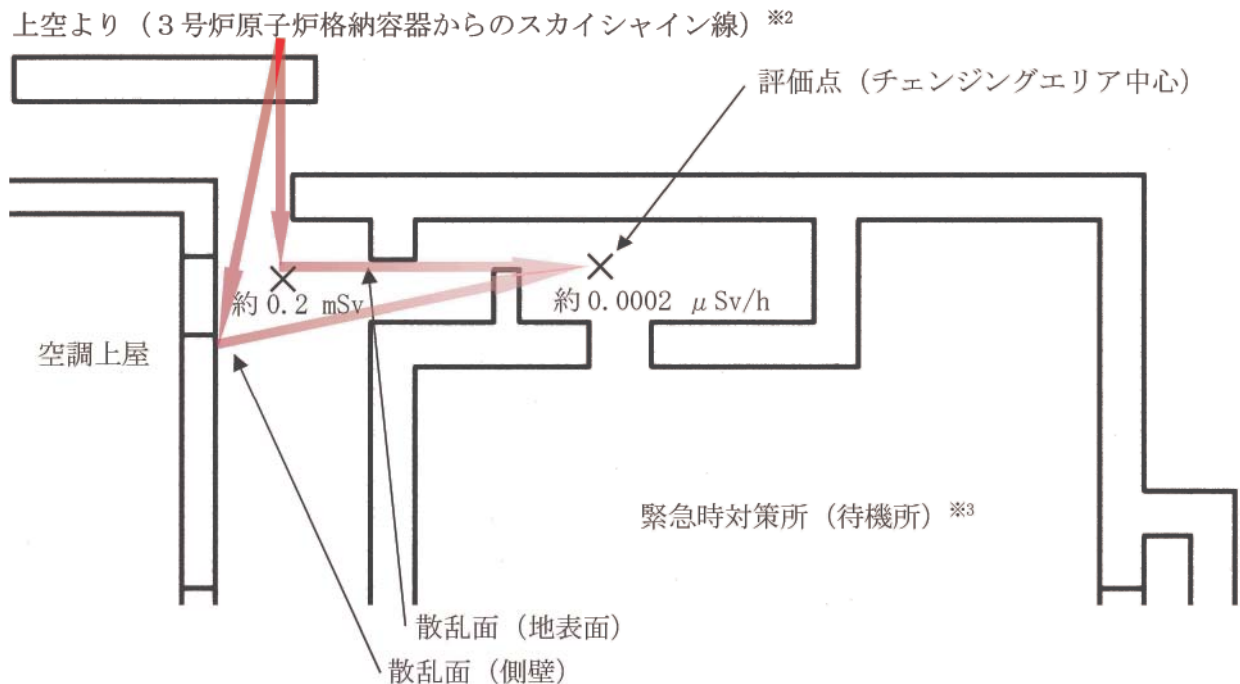 上空より（３号炉原子炉格納容器からのスカイシャイン線）※2
評価点（チェンジングエリア中心）
約 0.2 mSv
約 0.0002 μSv/h
空調上屋
緊急時対策所（待機所）※3
散乱面（地表面）
散乱面（側壁）